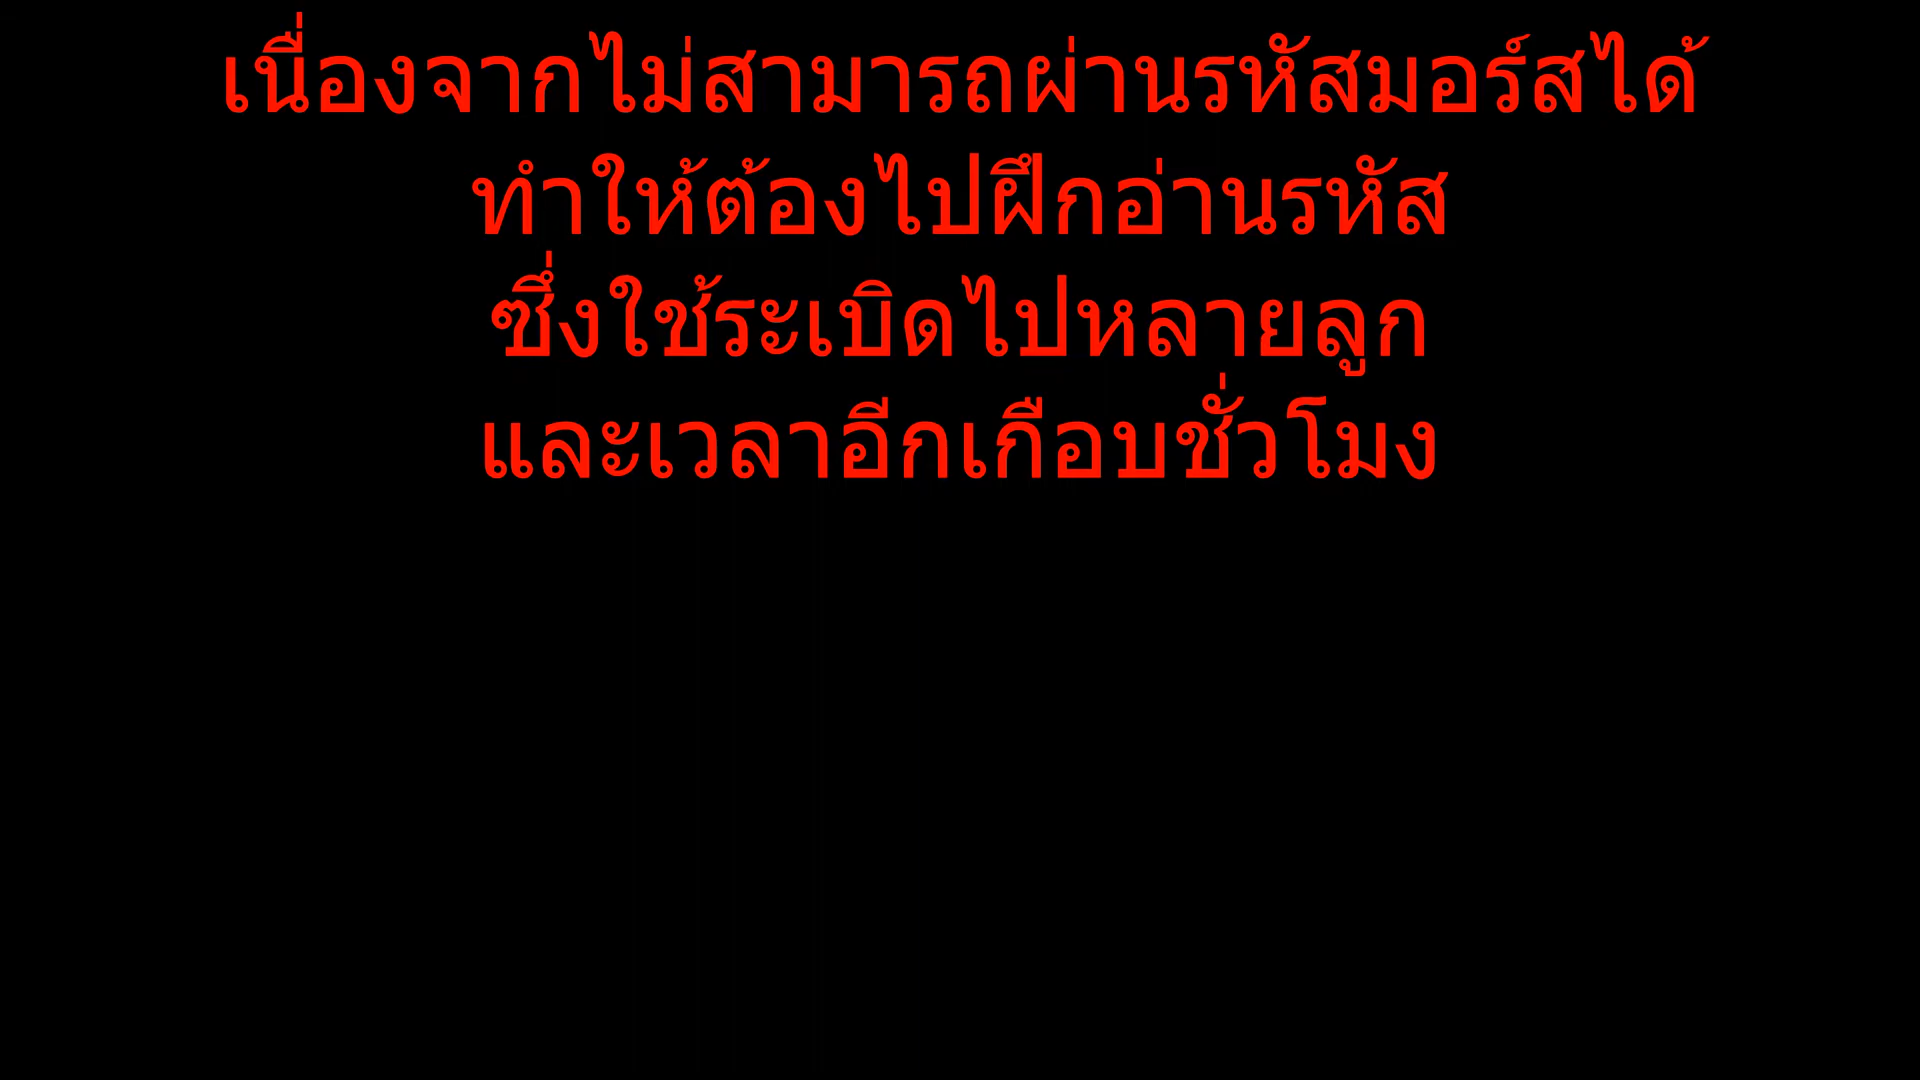 เนื่องจากไม่สามารถผ่านรหัสมอร์สได้
ทำให้ต้องไปฝึกอ่านรหัส
ซึ่งใช้ระเบิดไปหลายลูก
และเวลาอีกเกือบชั่วโมง